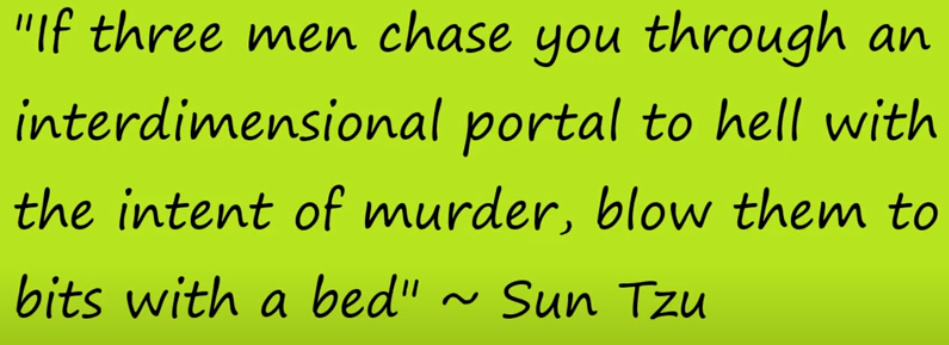 "If three men chase you through an
interdimensional portal to hell with
the intent of murder, blow them to
bits with a bed" ~ Sun Tzu